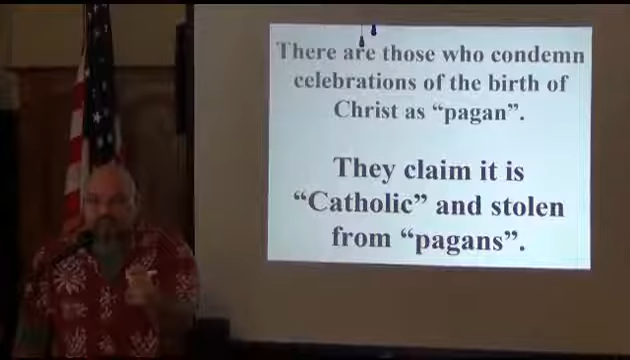 There are those who condemn
celebrations of the birth of
Christ as “pagan”.
They claim it is
“Catholic” and stolen
from “pagans”.